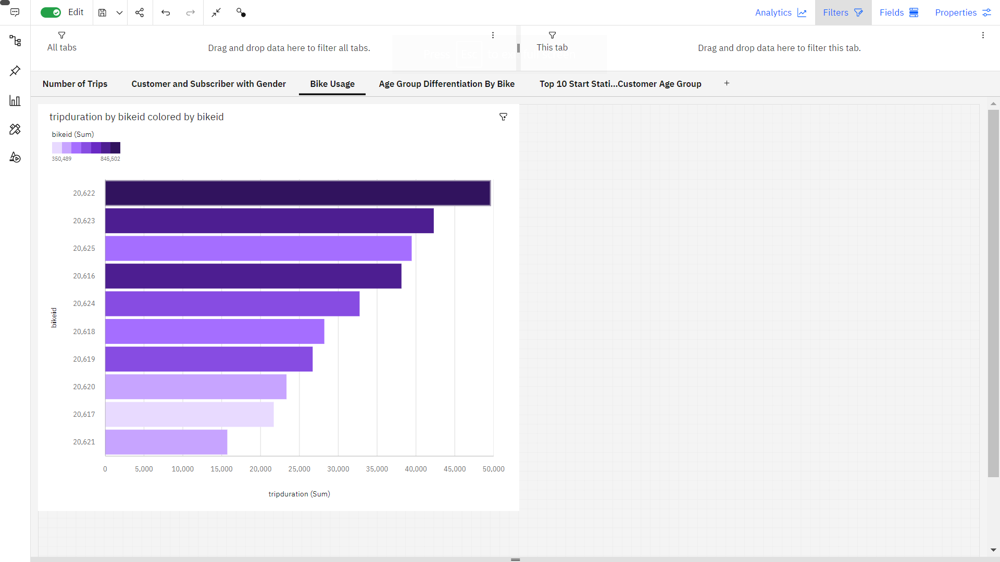 Edit
Analytics
Filters
Fields
Properties
All tabs
Drag and drop data here to filter all tabs.
This tab
Drag and drop data here to filter this tab.
Number of Trips
Customer and Subscriber with Gender
Bike Usage
Age Group Differentiation By Bike
Top 10 Start Stati...Customer Age Group
+
tripduration by bikeid colored by bikeid
bikeid (Sum)
350,489
845,502
20,622
20,623
20,625
20,616
20,624
20,618
20,619
20,620
20,617
20,621
bikeid
0
5,000
10,000
15,000
20,000
25,000
30,000
35,000
40,000
45,000
50,000
tripduration (Sum)